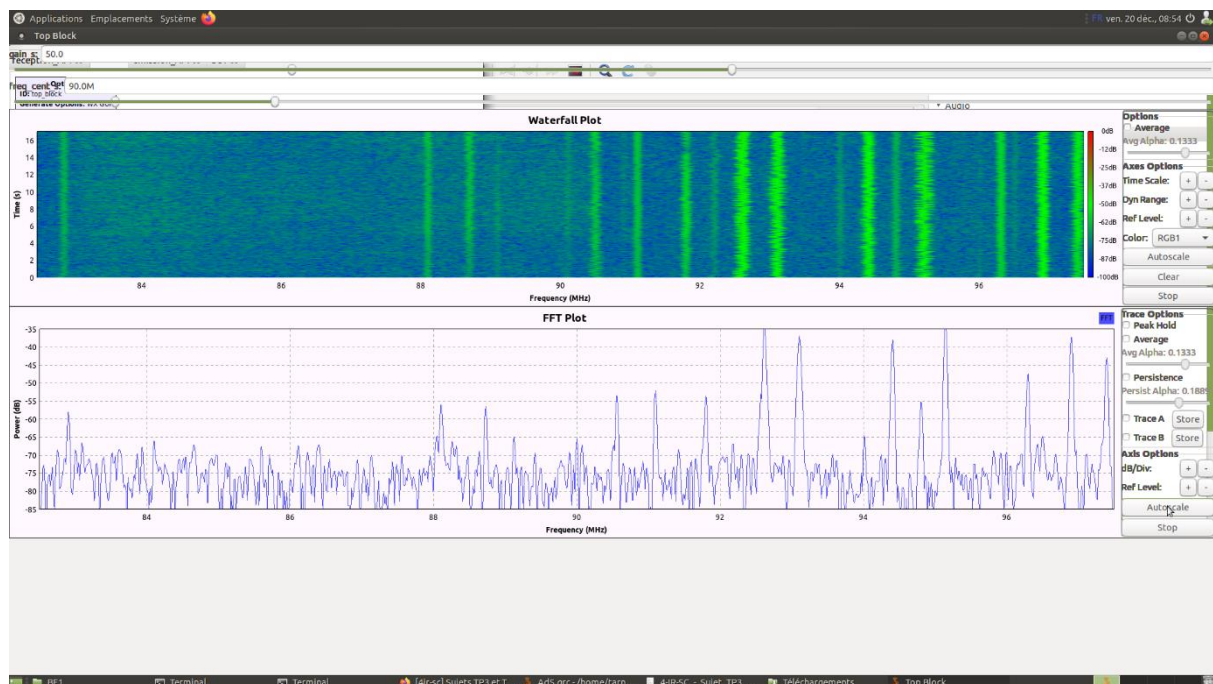 Applications Emplacements Système
FR ven. 20 déc., 08:54
Top Block
gain_s: 50.0
freq_cent_s: 90.0M
ID: top_block
Audio
Waterfall Plot
16
14
12
10
8
6
4
2
0
Time (s)
84 86 88 90 92 94 96
Frequency (MHz)
0dB
-12dB
-25dB
-37dB
-50dB
-62dB
-75dB
-87dB
-100dB
Options
Average
Avg Alpha: 0.1333
Axes Options
Time Scale: + -
Dyn Range: + -
Ref Level: + -
Color: RGB1
Autoscale
Clear
Stop
FFT Plot
FFT
-35
-40
-45
-50
-55
-60
-65
-70
-75
-80
-85
Power (dB)
84 86 88 90 92 94 96
Frequency (MHz)
Trace Options
Peak Hold
Average
Avg Alpha: 0.1333
Persistence
Persist Alpha: 0.1889
Trace A Store
Trace B Store
Axis Options
dB/Div: + -
Ref Level: + -
Autoscale
Stop
BE1 Terminal Terminal Téléchargements Top Block